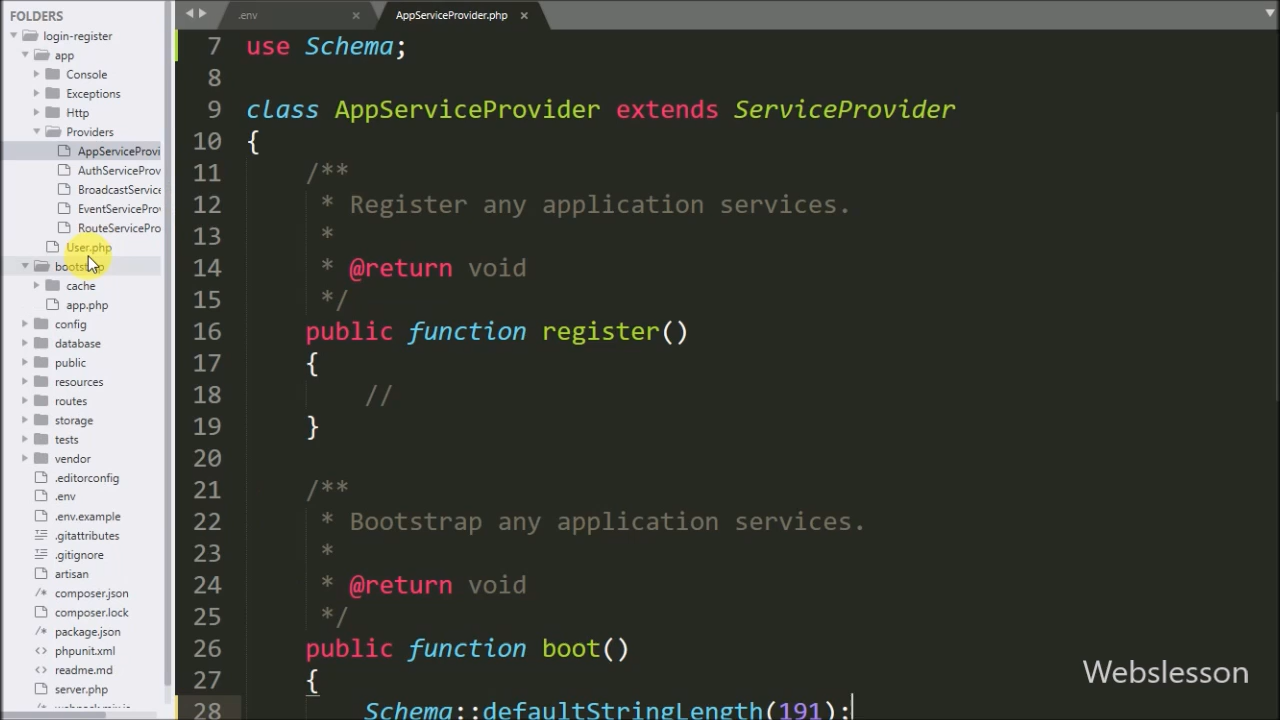 FOLDERS
login-register
app
Console
Exceptions
Http
Providers
AppServiceProvi
AuthServiceProv
BroadcastService
EventServicePro
RouteServicePro
User.php
bootstrap
cache
app.php
config
database
public
resources
routes
storage
tests
vendor
.editorconfig
.env
.env.example
.gitattributes
.gitignore
artisan
composer.json
composer.lock
package.json
phpunit.xml
readme.md
server.php
.env
AppServiceProvider.php
7 use Schema;
8
9 class AppServiceProvider extends ServiceProvider
10 {
11 /**
12 * Register any application services.
13 *
14 * @return void
15 */
16 public function register()
17 {
18 //
19 }
20
21 /**
22 * Bootstrap any application services.
23 *
24 * @return void
25 */
26 public function boot()
27 {
28 Schema::defaultStringLength(191);
Webslesson